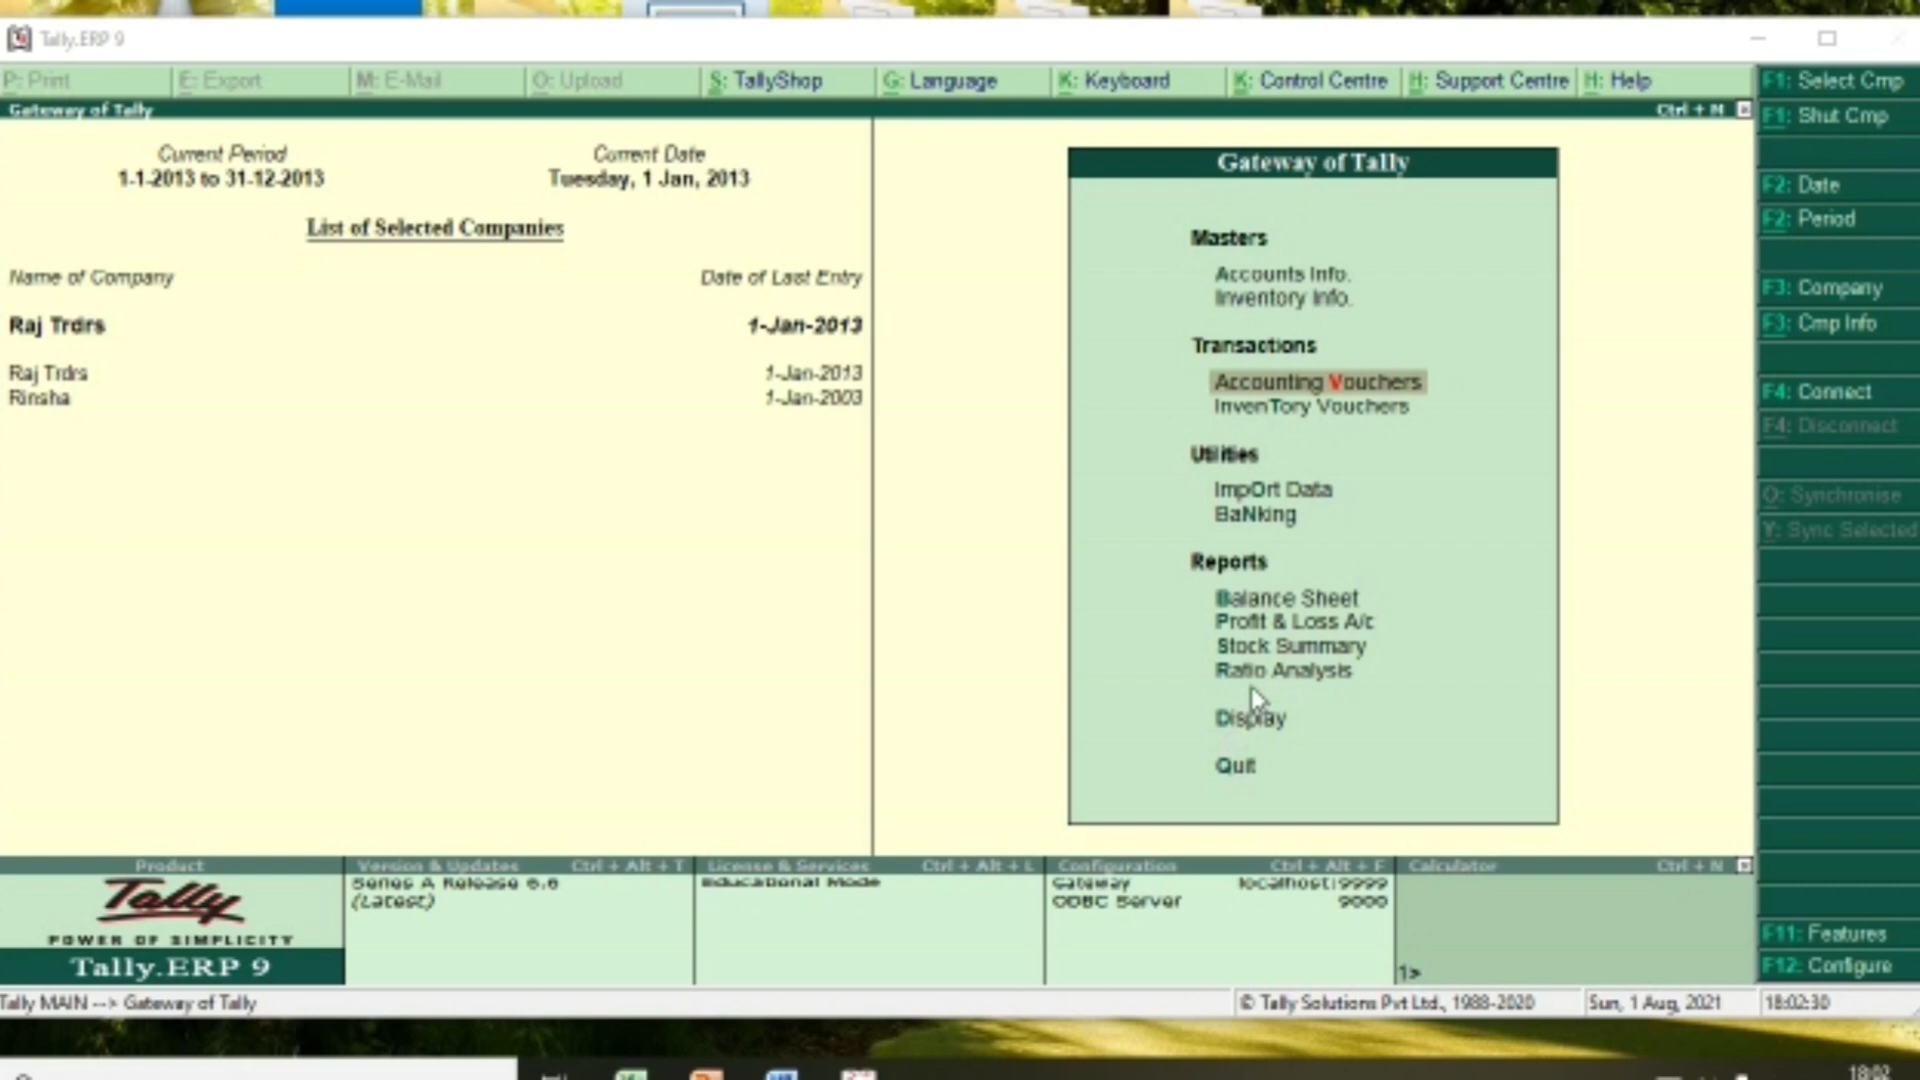 Tally.ERP 9
P: Print E: Export M: E-Mail O: Upload S: TallyShop G: Language K: Keyboard K: Control Centre H: Support Centre H: Help
Gateway of Tally Ctrl + M
Current Period Current Date
1-1-2013 to 31-12-2013 Tuesday, 1 Jan, 2013
List of Selected Companies
Name of Company Date of Last Entry
Raj Trdrs 1-Jan-2013
Raj Trdrs 1-Jan-2013
Rinsha 1-Jan-2003
Gateway of Tally
Masters
Accounts Info.
Inventory Info.
Transactions
Accounting Vouchers
InvenTory Vouchers
Utilities
ImpOrt Data
BaNking
Reports
Balance Sheet
Profit & Loss A/c
Stock Summary
Ratio Analysis
Display
Quit
F1: Select Cmp
F1: Shut Cmp
F2: Date
F2: Period
F3: Company
F3: Cmp Info
F4: Connect
F4: Disconnect
O: Synchronise
Y: Sync Selected
F11: Features
F12: Configure
Product
Tally
POWER OF SIMPLICITY
Tally.ERP 9
Version & Updates Ctrl + Alt + T
Series A Release 6.6
(Latest)
License & Services Ctrl + Alt + L
Educational Mode
Configuration Ctrl + Alt + F
Gateway localhost:9999
ODBC Server 9000
Calculator Ctrl + N
1>
Tally MAIN --> Gateway of Tally © Tally Solutions Pvt Ltd., 1988-2020 Sun, 1 Aug, 2021 18:02:30
18:02